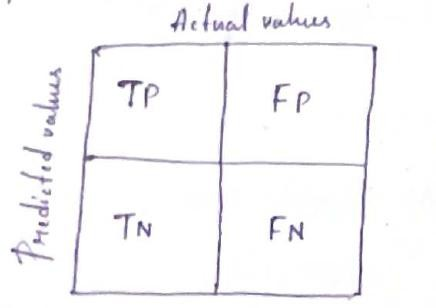 Actual values
Predicted values
TP FP
TN FN